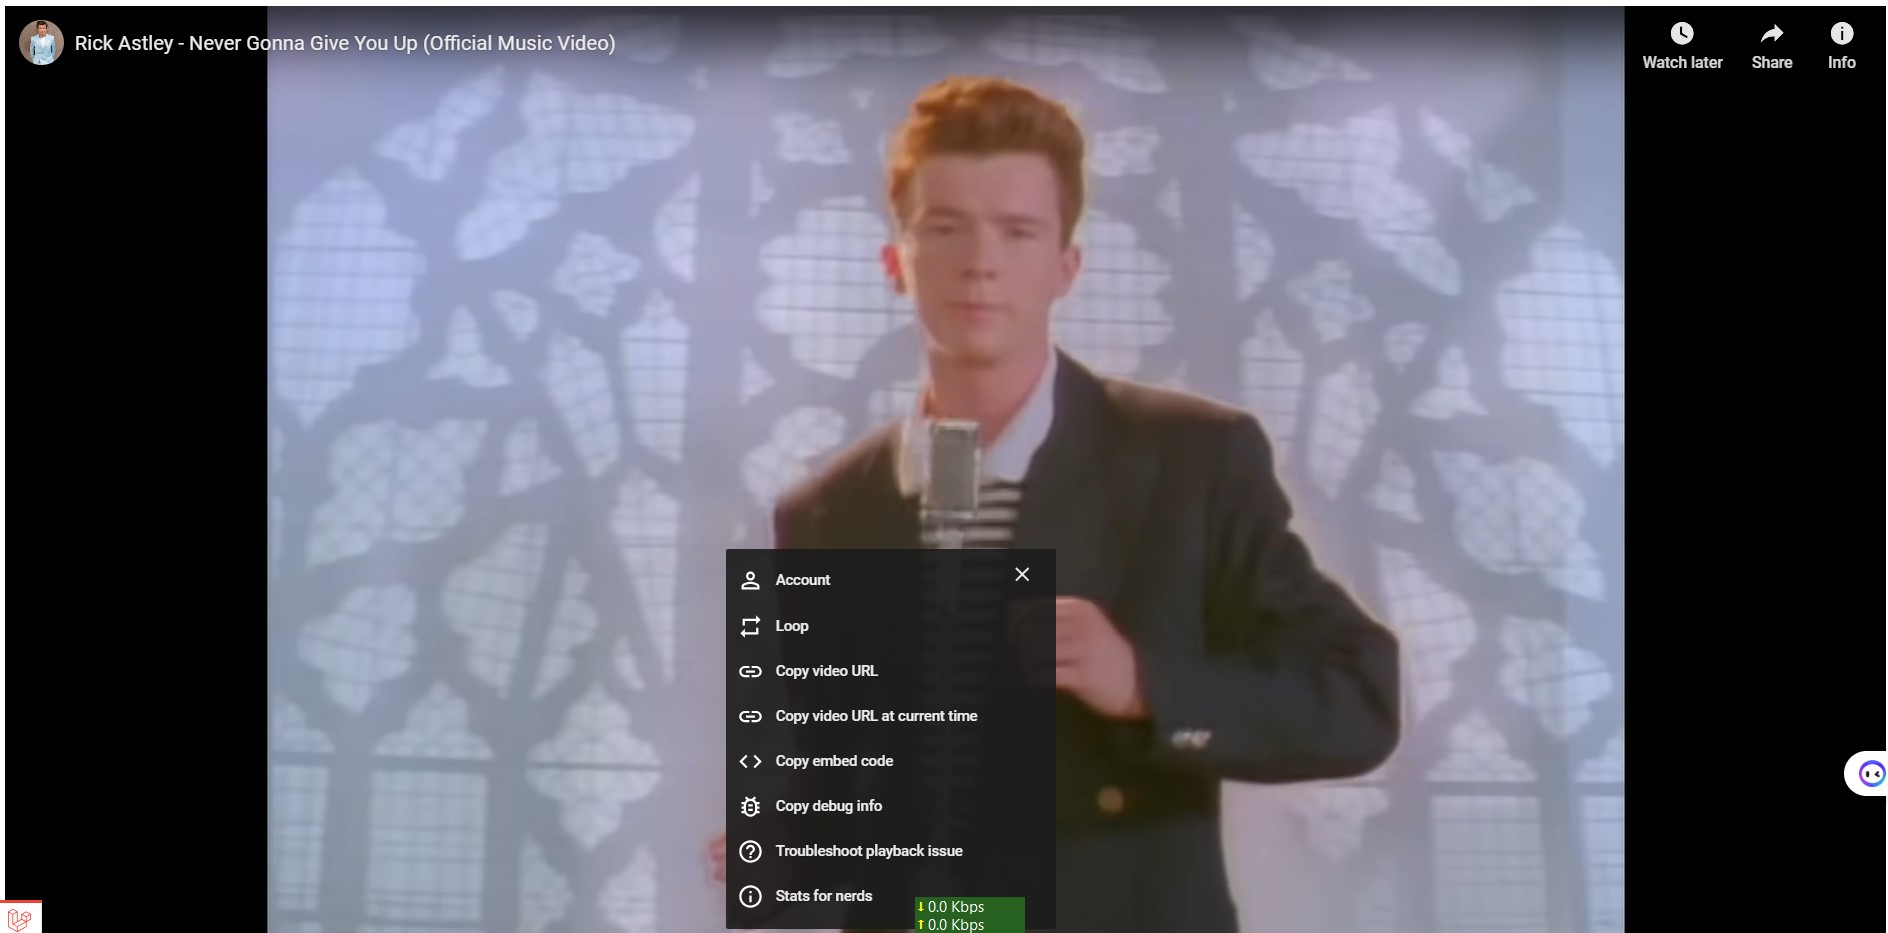 Rick Astley - Never Gonna Give You Up (Official Music Video)
Watch later
Share
Info
Account
Loop
Copy video URL
Copy video URL at current time
Copy embed code
Copy debug info
Troubleshoot playback issue
Stats for nerds
0.0 Kbps
0.0 Kbps